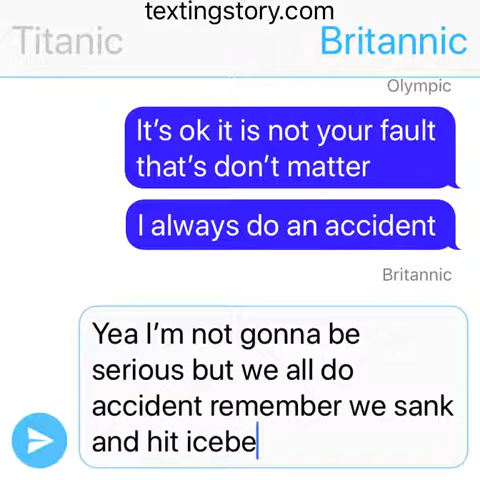 textingstory.com
Titanic
Britannic
Olympic
It’s ok it is not your fault
that’s don’t matter
I always do an accident
Britannic
Yea I’m not gonna be
serious but we all do
accident remember we sank
and hit icebe